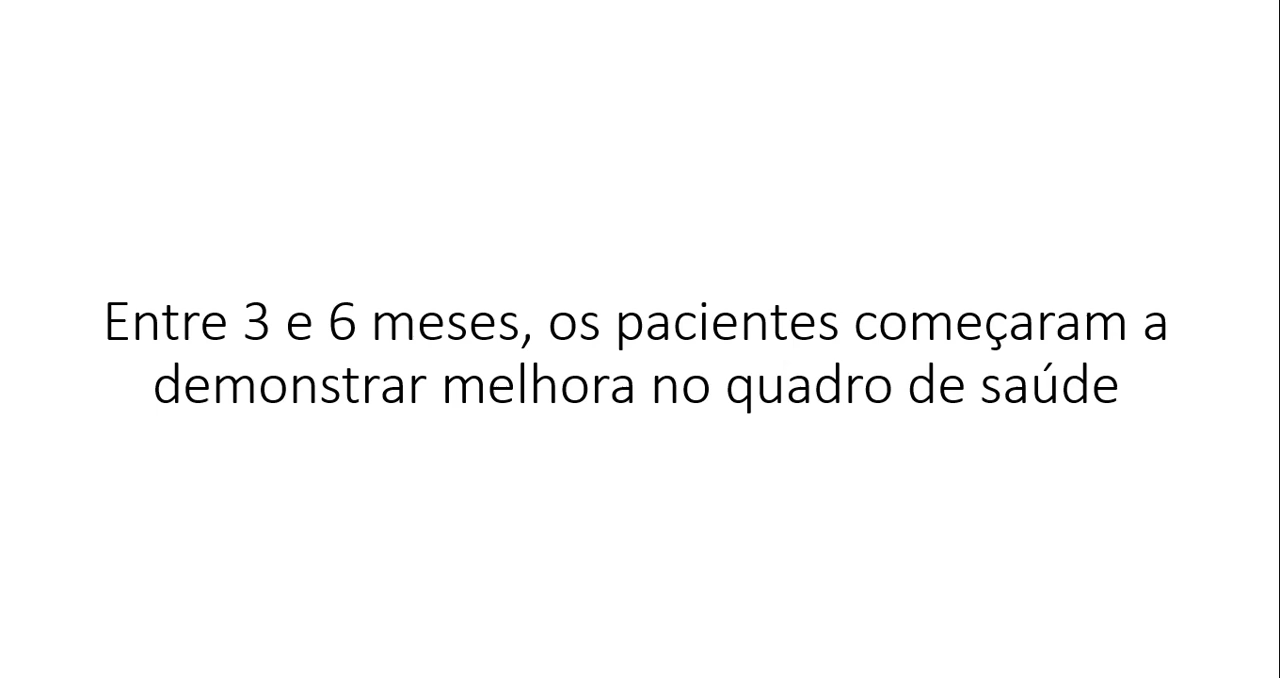 Entre 3 e 6 meses, os pacientes começaram a
demonstrar melhora no quadro de saúde